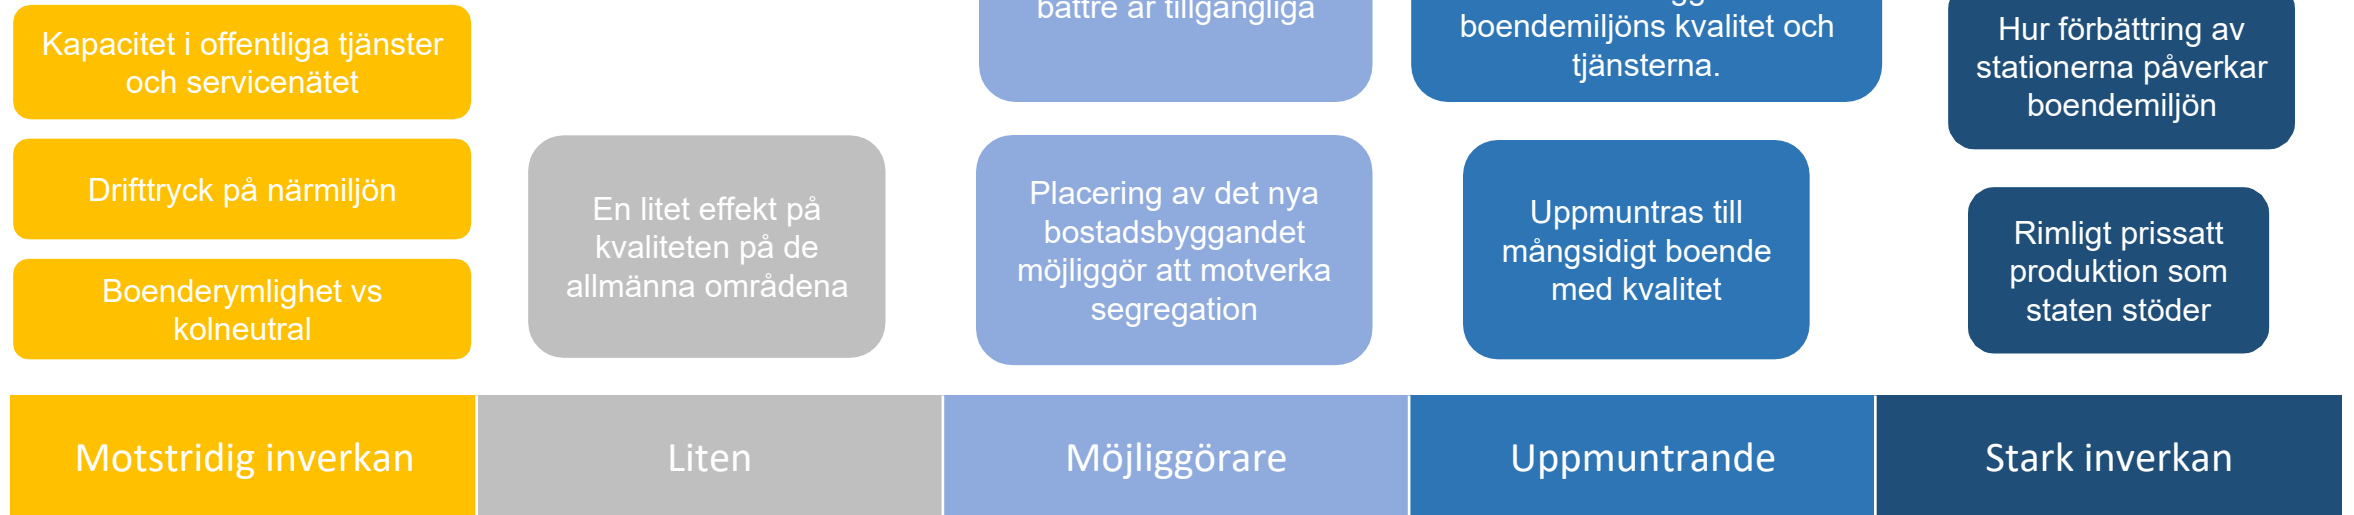 Kapacitet i offentliga tjänster
och servicenätet
Drifttryck på närmiljön
Boenderymlighet vs
kolneutral
En litet effekt på
kvaliteten på de
allmänna områdena
bättre är tillgängliga
Placering av det nya
bostadsbyggandet
möjliggör att motverka
segregation
boendemiljöns kvalitet och
tjänsterna.
Uppmuntras till
mångsidigt boende
med kvalitet
Hur förbättring av
stationerna påverkar
boendemiljön
Rimligt prissatt
produktion som
staten stöder
Motstridig inverkan
Liten
Möjliggörare
Uppmuntrande
Stark inverkan